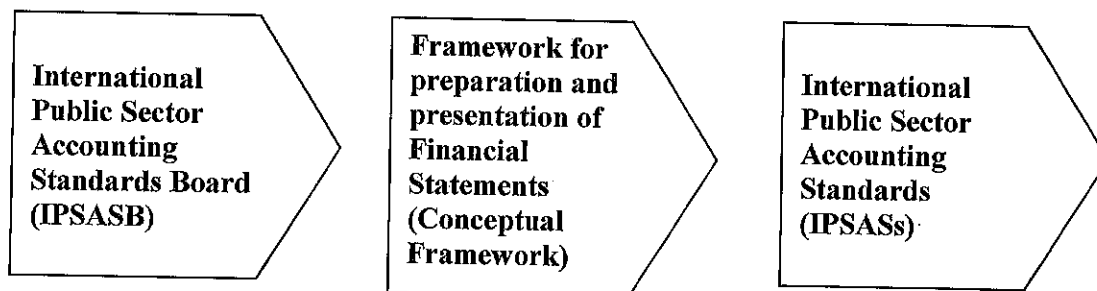 International
Public Sector
Accounting
Standards Board
(IPSASB)
Framework for
preparation and
presentation of
Financial
Statements
(Conceptual
Framework)
International
Public Sector
Accounting
Standards
(IPSASs)